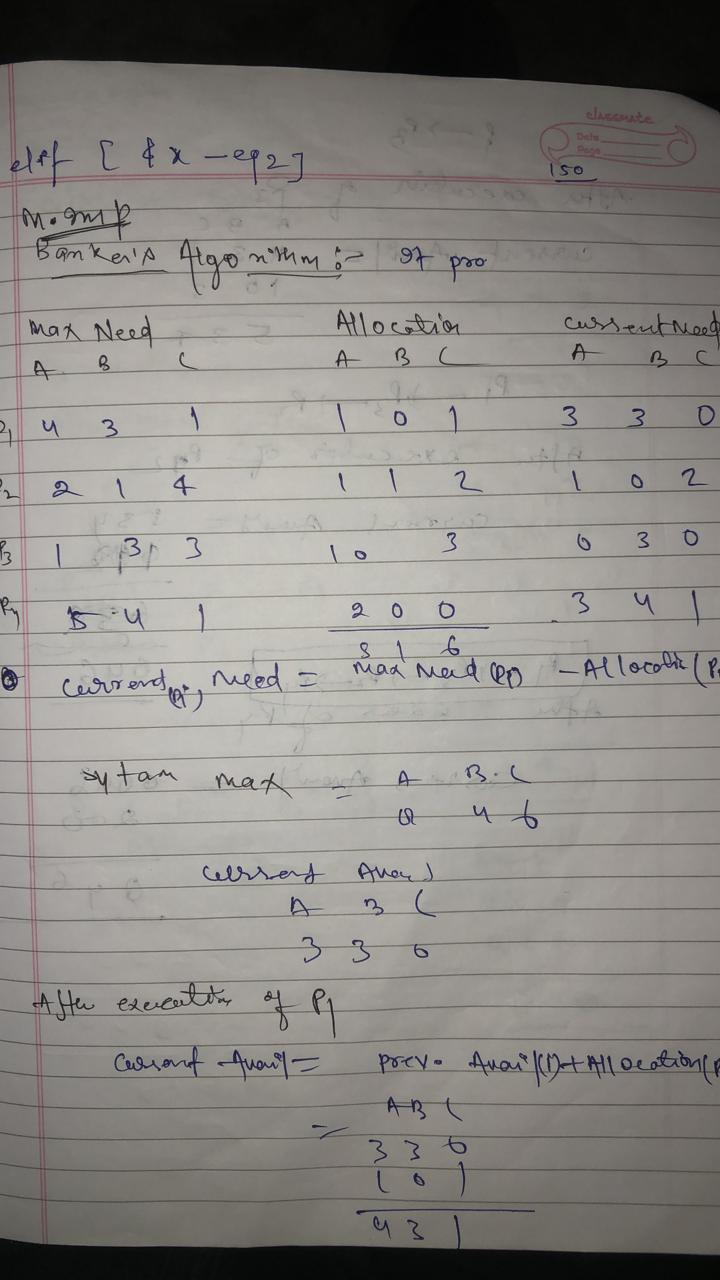 classmate
Date
Page
elif [ $x -eq 2 ]
150
M. Imp
Banker's Algorithm :- It pro
Max Need Allocation Current Need
A B C A B C A B C
P1 4 3 1 1 0 1 3 3 0
P2 2 1 4 1 1 2 1 0 2
P3 1 3 3 1 0 3 0 3 0
P4 5 4 1 2 0 0 3 4 1
5 1 6
Current Need = Max Need (Pi) - Allocatic (P
System max = A B C
8 4 6
Current Avail
A B C
3 3 0
After execution of P1
Current Avail = prev. Avail(1) + Allocation(P
A B C
= 3 3 0
1 0 1
4 3 1